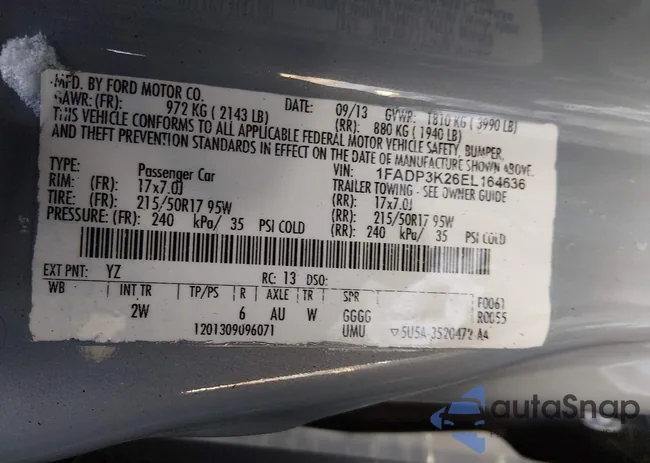 MFD. BY FORD MOTOR CO.
DATE: 09/13 GVWR: 1810 KG ( 3990 LB)
GAWR: (FR): 972 KG ( 2143 LB) (RR): 880 KG ( 1940 LB)
THIS VEHICLE CONFORMS TO ALL APPLICABLE FEDERAL MOTOR VEHICLE SAFETY, BUMPER,
AND THEFT PREVENTION STANDARDS IN EFFECT ON THE DATE OF MANUFACTURE SHOWN ABOVE.
VIN: 1FADP3K26EL164636
TYPE: Passenger Car TRAILER TOWING - SEE OWNER GUIDE
RIM: (FR): 17x7.0J (RR): 17x7.0J
TIRE: (FR): 215/50R17 95W (RR): 215/50R17 95W
PRESSURE: (FR): 240 kPa/ 35 PSI COLD (RR): 240 kPa/ 35 PSI COLD
EXT PNT: YZ RC: 13 DSO:
WB INT TR TP/PS R AXLE TR SPR F0061
2W 6 AU W GGGG R0055
1201309096071 UMU ▽5U5A-3520472 AA
autoSnap